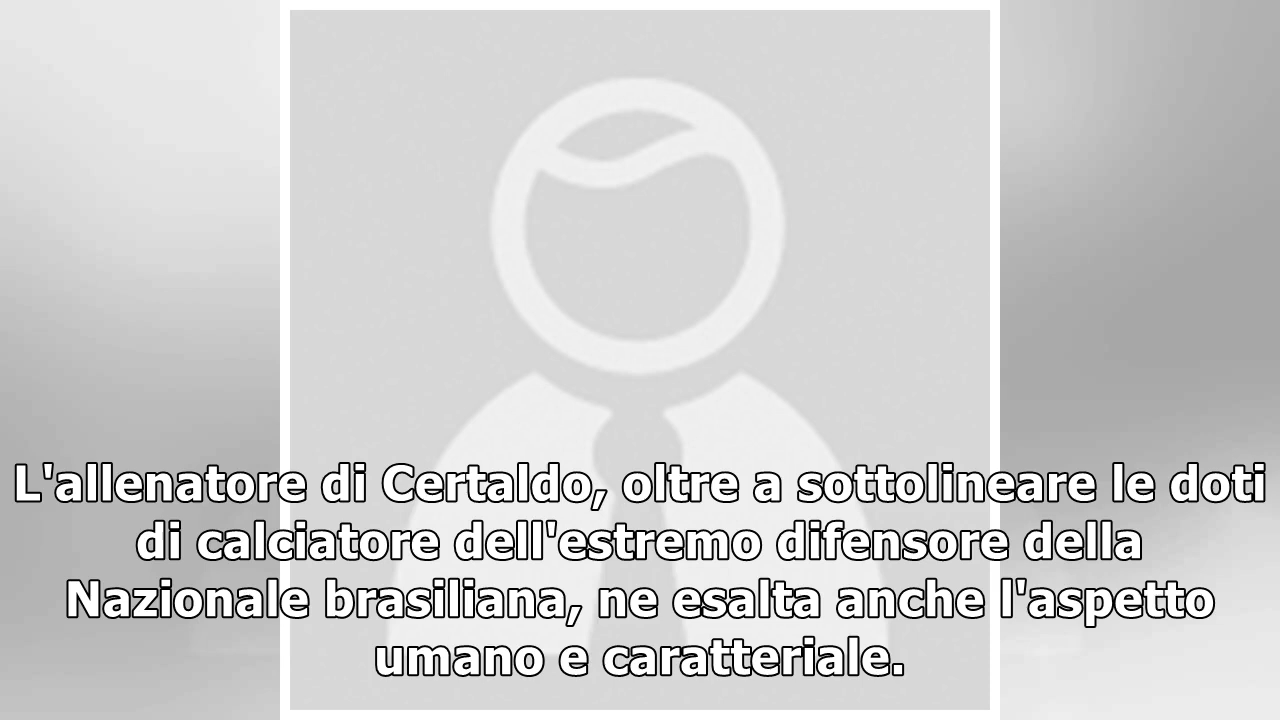 L'allenatore di Certaldo, oltre a sottolineare le doti
di calciatore dell'estremo difensore della
Nazionale brasiliana, ne esalta anche l'aspetto
umano e caratteriale.